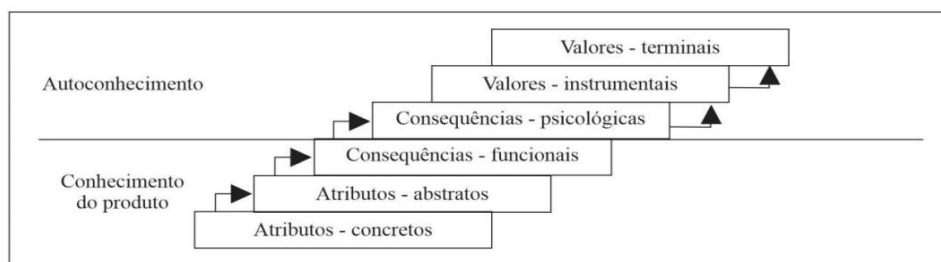 Valores - terminais
Autoconhecimento
Valores - instrumentais
Consequências - psicológicas
Consequências - funcionais
Conhecimento
do produto
Atributos - abstratos
Atributos - concretos